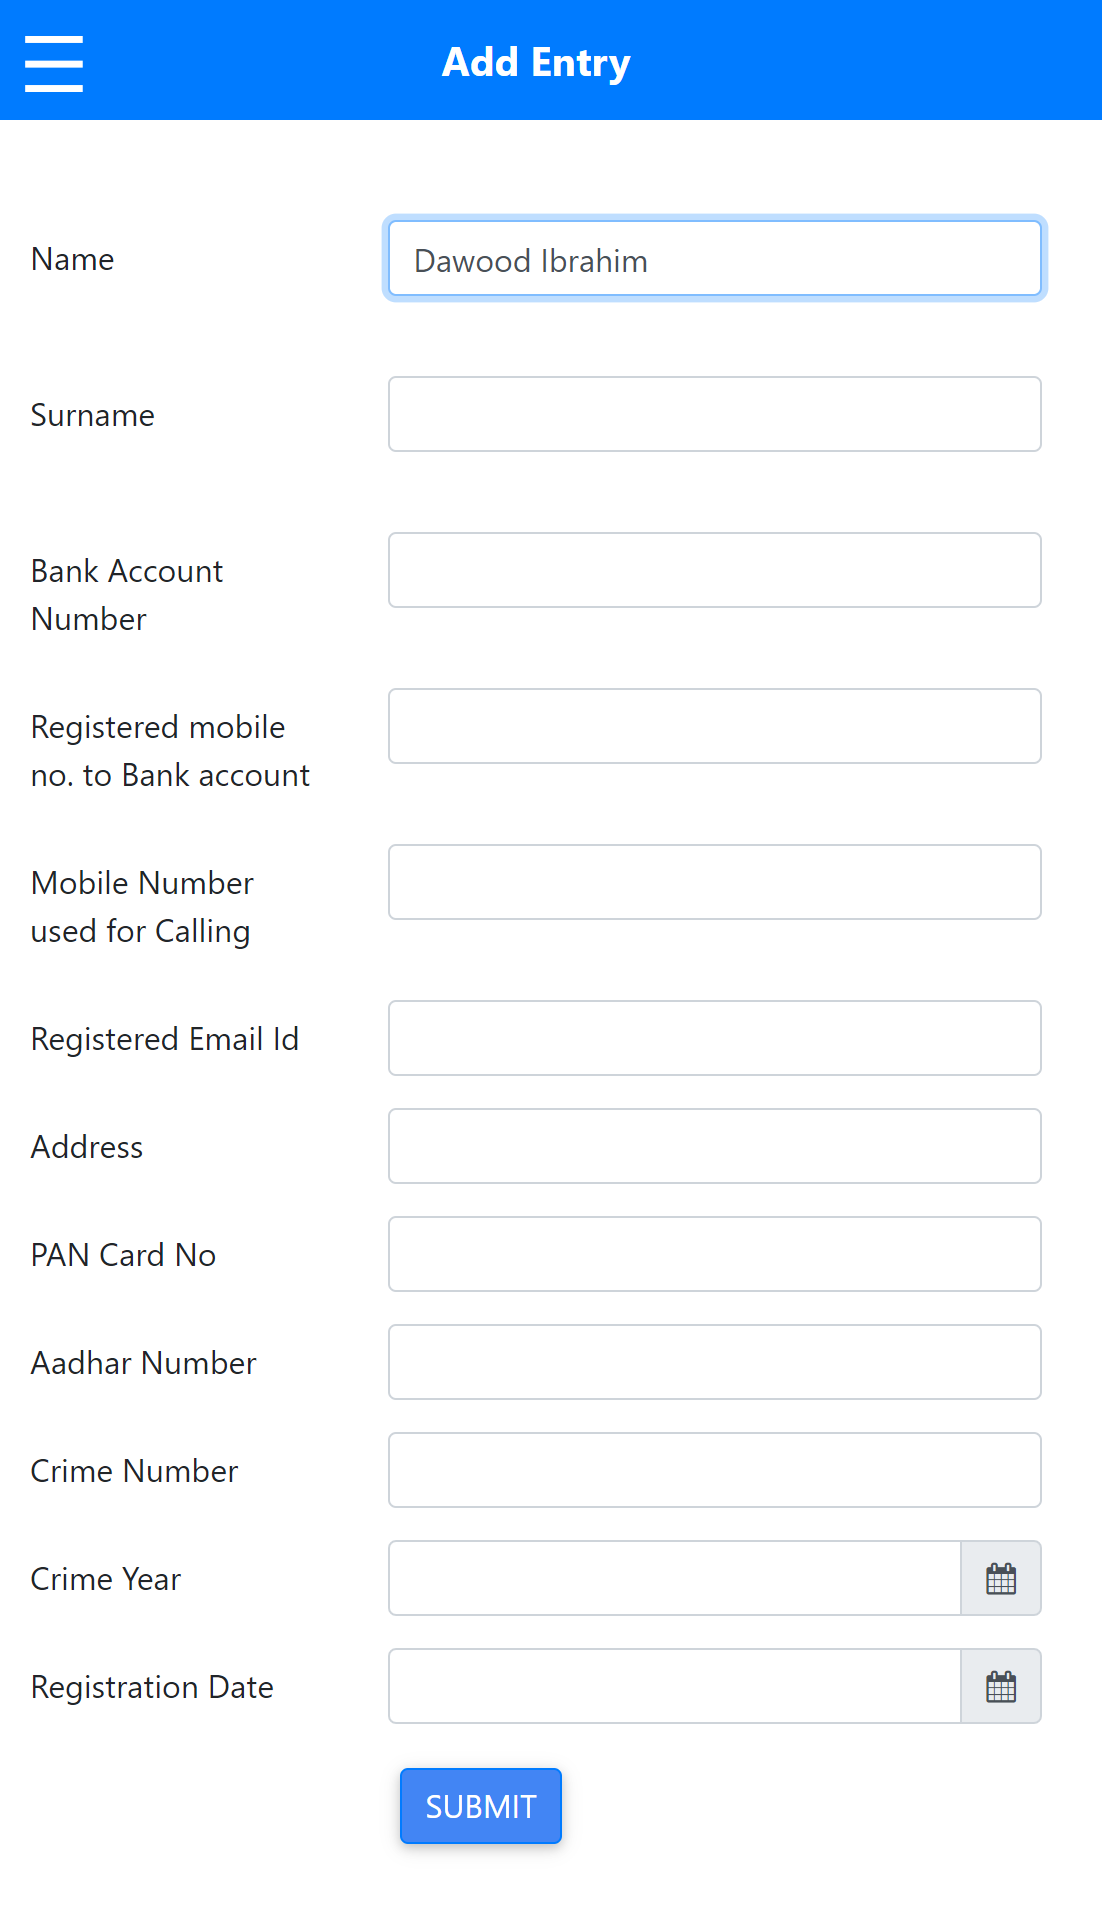 Add Entry
Name
Dawood Ibrahim
Surname
Bank Account
Number
Registered mobile
no. to Bank account
Mobile Number
used for Calling
Registered Email Id
Address
PAN Card No
Aadhar Number
Crime Number
Crime Year
Registration Date
SUBMIT